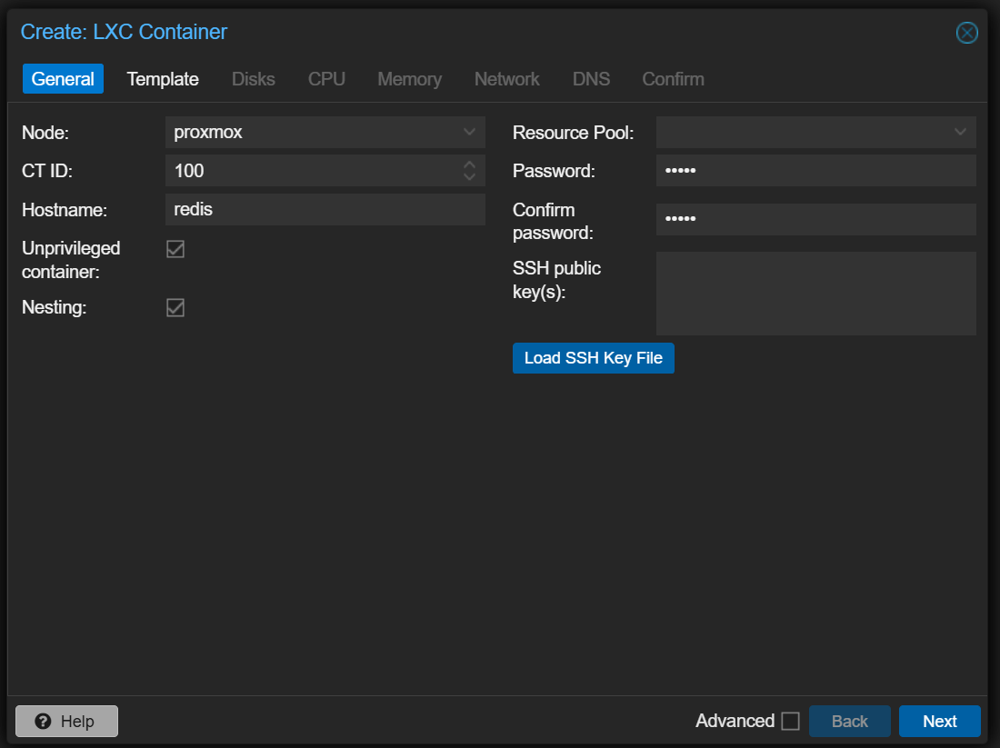 Create: LXC Container
General Template Disks CPU Memory Network DNS Confirm
Node: proxmox
CT ID: 100
Hostname: redis
Unprivileged
container:
Nesting:
Resource Pool:
Password: •••••
Confirm
password: •••••
SSH public
key(s):
Load SSH Key File
Help
Advanced Back Next